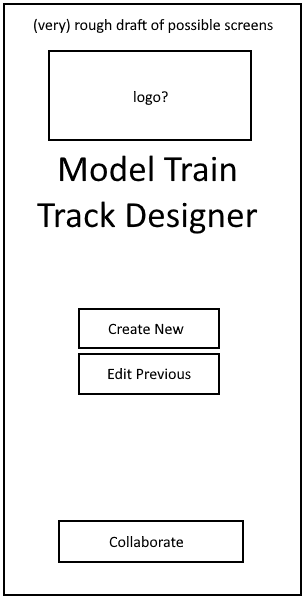 (very) rough draft of possible screens
logo?
Model Train
Track Designer
Create New
Edit Previous
Collaborate